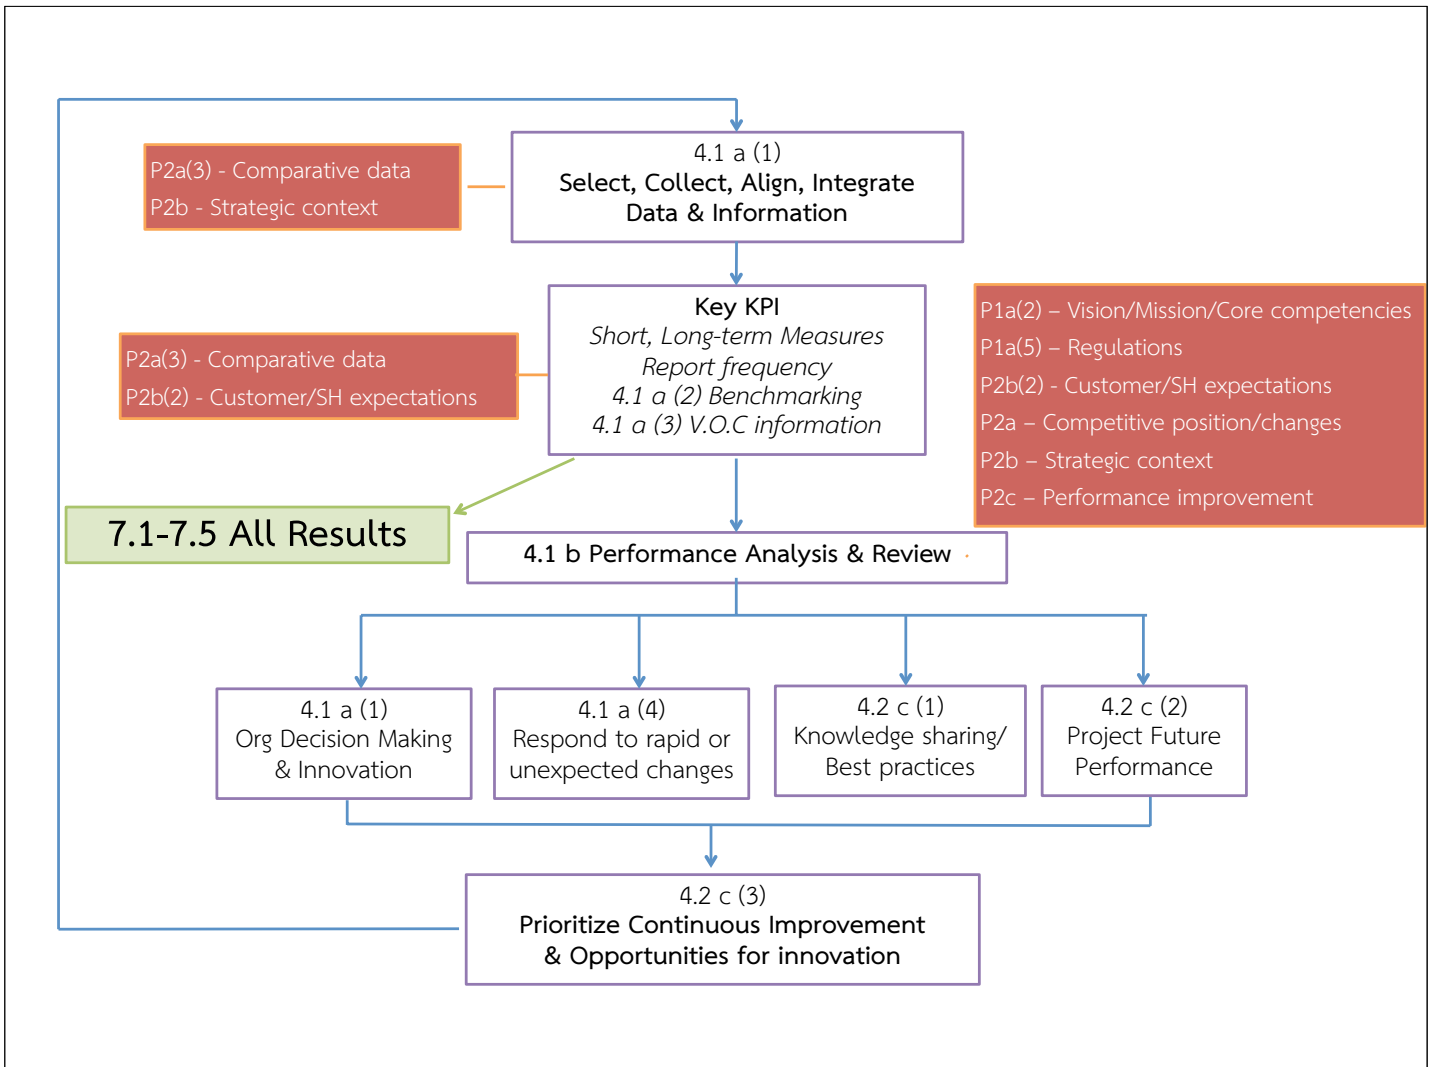 4.1 a (1)
Select, Collect, Align, Integrate
Data & Information
P2a(3) - Comparative data
P2b - Strategic context
Key KPI
Short, Long-term Measures
Report frequency
4.1 a (2) Benchmarking
4.1 a (3) V.O.C information
P2a(3) - Comparative data
P2b(2) - Customer/SH expectations
P1a(2) – Vision/Mission/Core competencies
P1a(5) – Regulations
P2b(2) - Customer/SH expectations
P2a – Competitive position/changes
P2b – Strategic context
P2c – Performance improvement
7.1-7.5 All Results
4.1 b Performance Analysis & Review
4.1 a (1)
Org Decision Making
& Innovation
4.1 a (4)
Respond to rapid or
unexpected changes
4.2 c (1)
Knowledge sharing/
Best practices
4.2 c (2)
Project Future
Performance
4.2 c (3)
Prioritize Continuous Improvement
& Opportunities for innovation